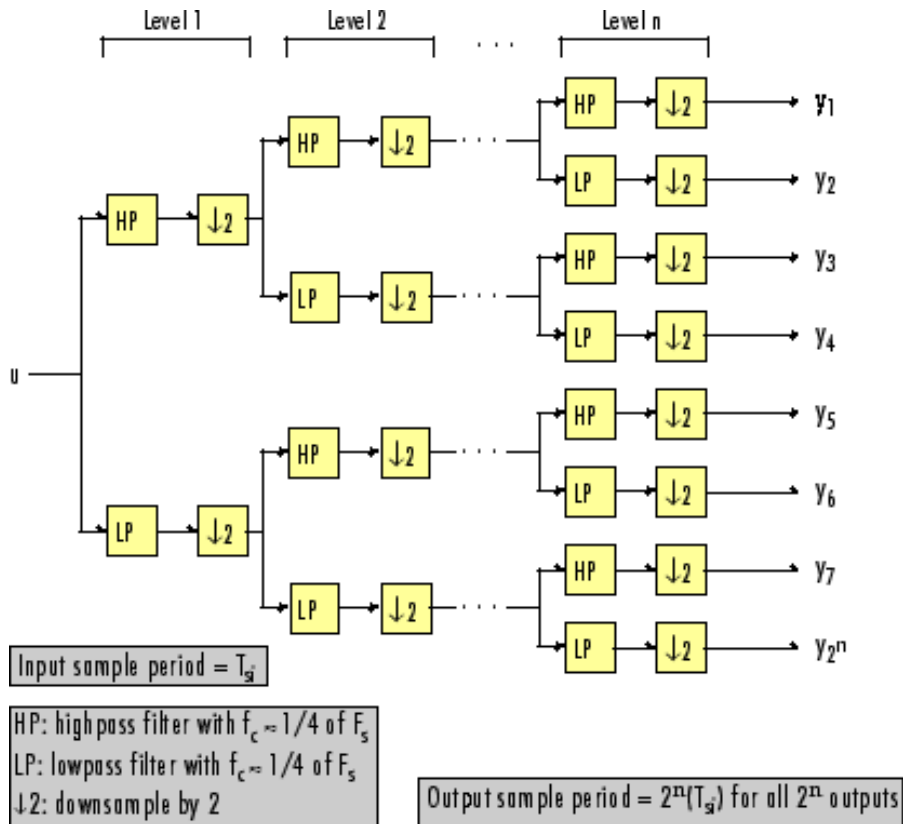 Level 1 Level 2 . . . Level n
HP ↓2 y₁
HP ↓2 . . .
LP ↓2 y₂
HP ↓2
HP ↓2 y₃
LP ↓2 . . .
LP ↓2 y₄
u
HP ↓2 y₅
HP ↓2 . . .
LP ↓2 y₆
LP ↓2
HP ↓2 y₇
LP ↓2 . . .
LP ↓2 y₂ⁿ
Input sample period = Tₛᵢ
HP: highpass filter with f_c ≈ 1/4 of Fₛ
LP: lowpass filter with f_c ≈ 1/4 of Fₛ
↓2: downsample by 2
Output sample period = 2ⁿ(Tₛᵢ) for all 2ⁿ outputs